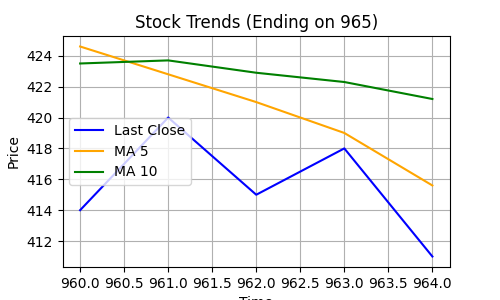 Stock Trends (Ending on 965)
Price
424
422
420
418
416
414
412
Last Close
MA 5
MA 10
960.0 960.5 961.0 961.5 962.0 962.5 963.0 963.5 964.0
Time